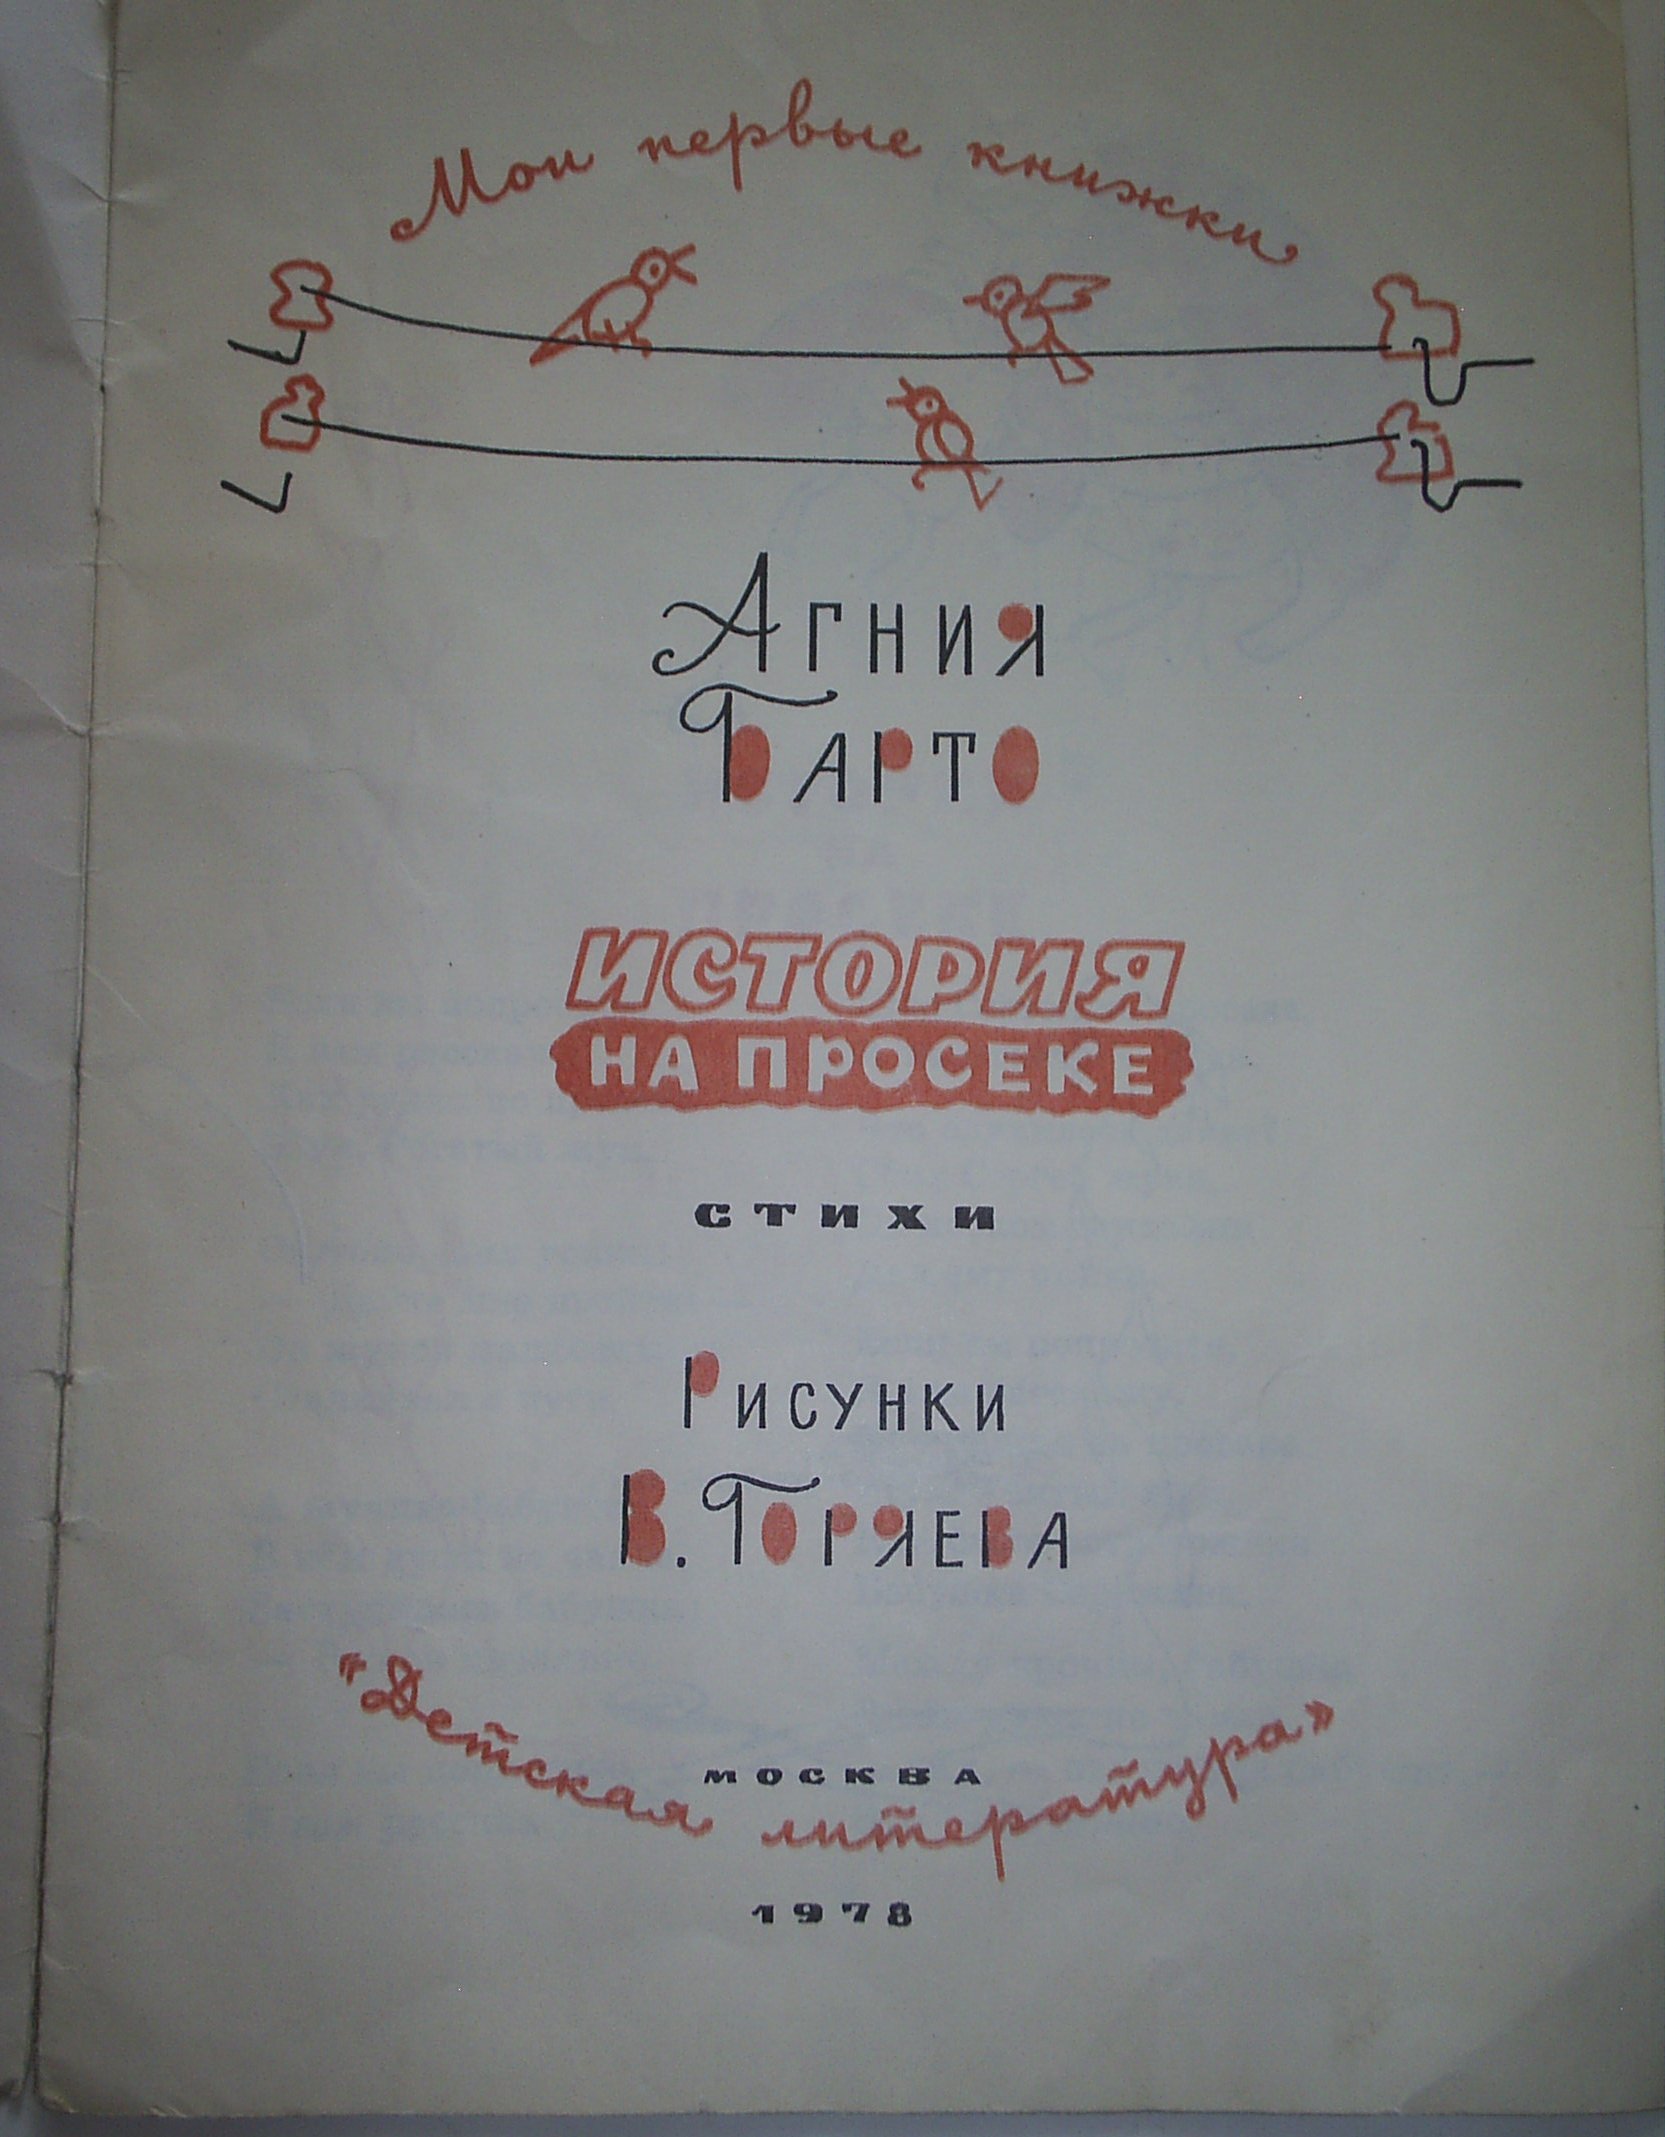 Мои первые книжки
Агния
Барто
ИСТОРИЯ
НА ПРОСЕКЕ
СТИХИ
Рисунки
В. Горяева
МОСКВА
"Детская литература"
1978